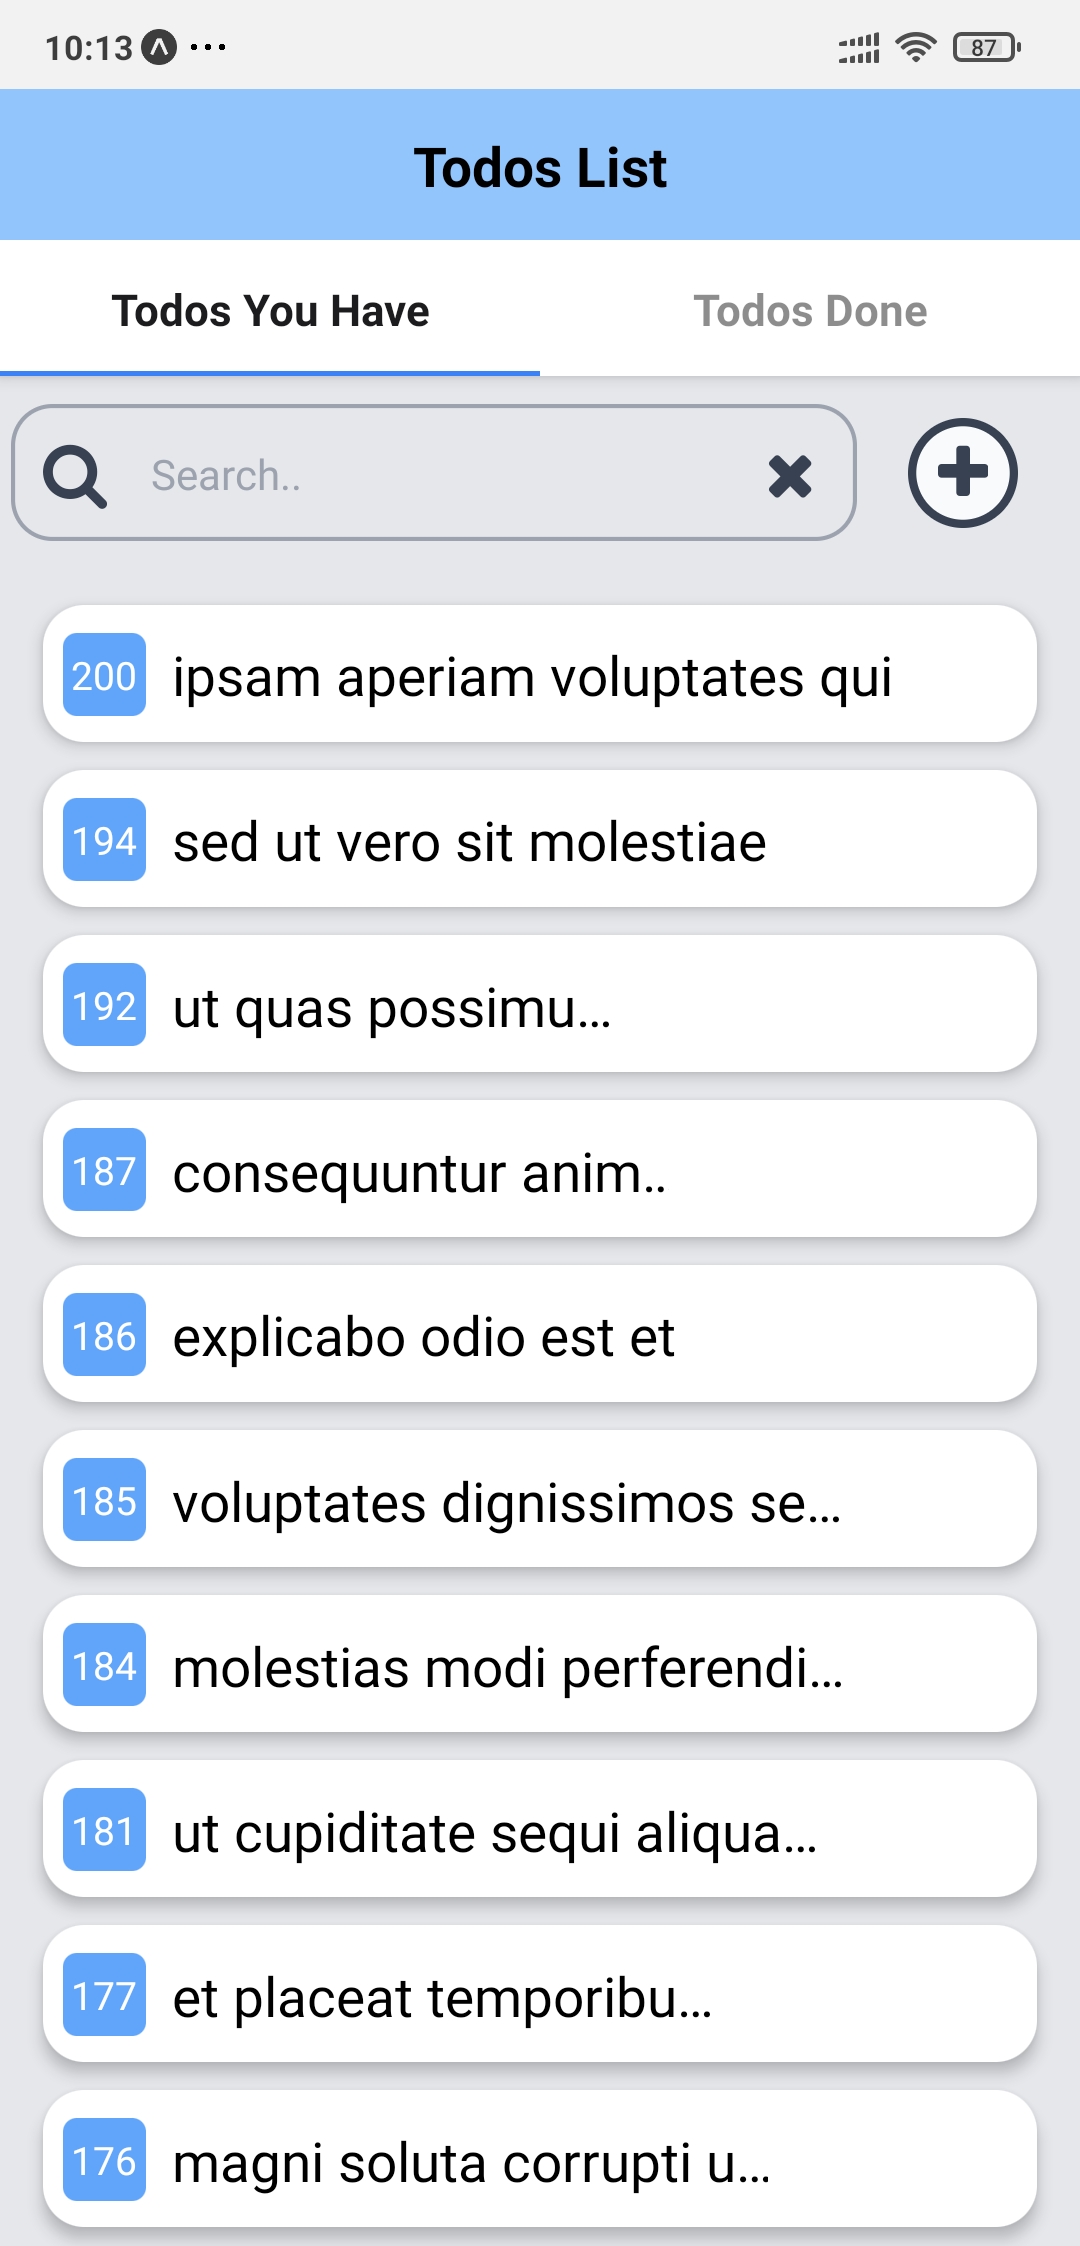 10:13 ...
87
Todos List
Todos You Have Todos Done
Search..
200 ipsam aperiam voluptates qui
194 sed ut vero sit molestiae
192 ut quas possimu...
187 consequuntur anim..
186 explicabo odio est et
185 voluptates dignissimos se...
184 molestias modi perferendi...
181 ut cupiditate sequi aliqua...
177 et placeat temporibu...
176 magni soluta corrupti u...